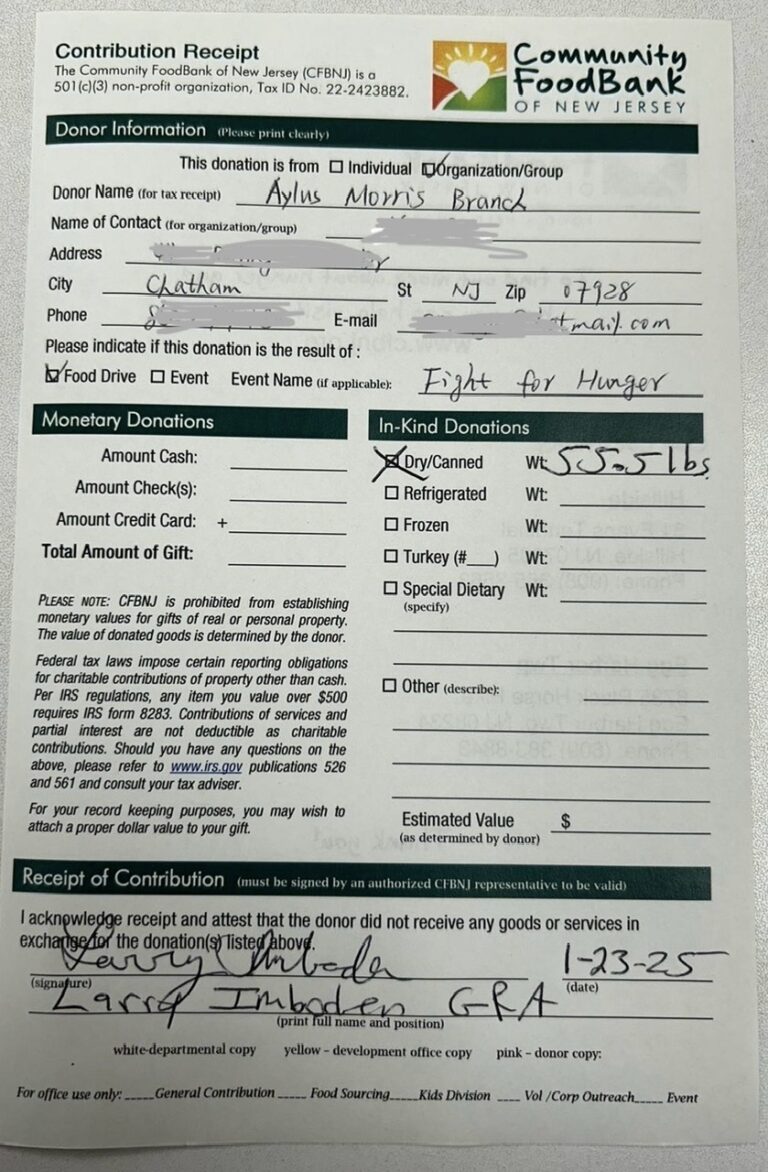 Contribution Receipt
The Community FoodBank of New Jersey (CFBNJ) is a
501(c)(3) non-profit organization, Tax ID No. 22-2423882.
Community
FoodBank
OF NEW JERSEY
Donor Information (Please print clearly)
This donation is from ☐ Individual ☑ Organization/Group
Donor Name (for tax receipt) Aylus Morris Branch
Name of Contact (for organization/group)
Address
City Chatham St NJ Zip 07928
Phone E-mail tmail.com
Please indicate if this donation is the result of :
☑ Food Drive ☐ Event Event Name (if applicable): Fight for Hunger
Monetary Donations
Amount Cash:
Amount Check(s):
Amount Credit Card: +
Total Amount of Gift:
PLEASE NOTE: CFBNJ is prohibited from establishing
monetary values for gifts of real or personal property.
The value of donated goods is determined by the donor.
Federal tax laws impose certain reporting obligations
for charitable contributions of property other than cash.
Per IRS regulations, any item you value over $500
requires IRS form 8283. Contributions of services and
partial interest are not deductible as charitable
contributions. Should you have any questions on the
above, please refer to www.irs.gov publications 526
and 561 and consult your tax adviser.
For your record keeping purposes, you may wish to
attach a proper dollar value to your gift.
In-Kind Donations
☒ Dry/Canned Wt: 55.5 lbs.
☐ Refrigerated Wt:
☐ Frozen Wt:
☐ Turkey (#___) Wt:
☐ Special Dietary Wt:
(specify)
☐ Other (describe):
Estimated Value $
(as determined by donor)
Receipt of Contribution (must be signed by an authorized CFBNJ representative to be valid)
I acknowledge receipt and attest that the donor did not receive any goods or services in
exchange for the donation(s) listed above.
Larry Imboden 1-23-25
(signature) (date)
Larry Imboden GRA
(print full name and position)
white-departmental copy yellow – development office copy pink – donor copy:
For office use only: _____General Contribution _____ Food Sourcing_____Kids Division ____ Vol /Corp Outreach_____ Event